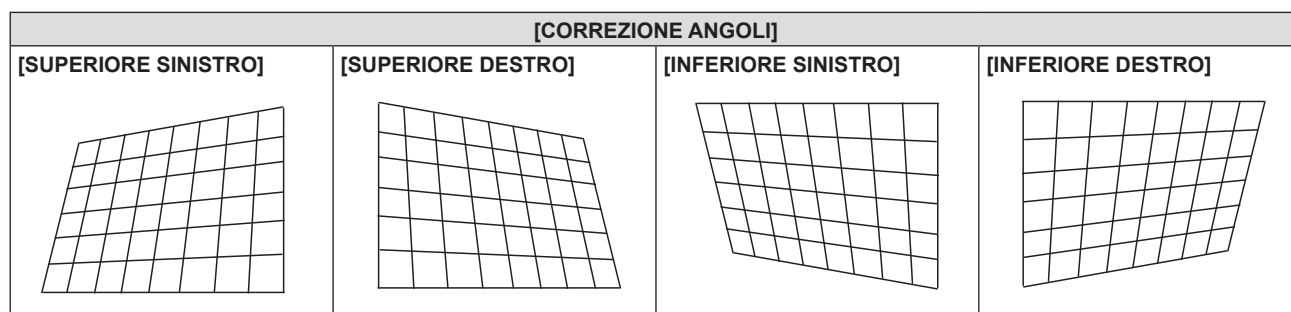 [CORREZIONE ANGOLI]
[SUPERIORE SINISTRO]
[SUPERIORE DESTRO]
[INFERIORE SINISTRO]
[INFERIORE DESTRO]